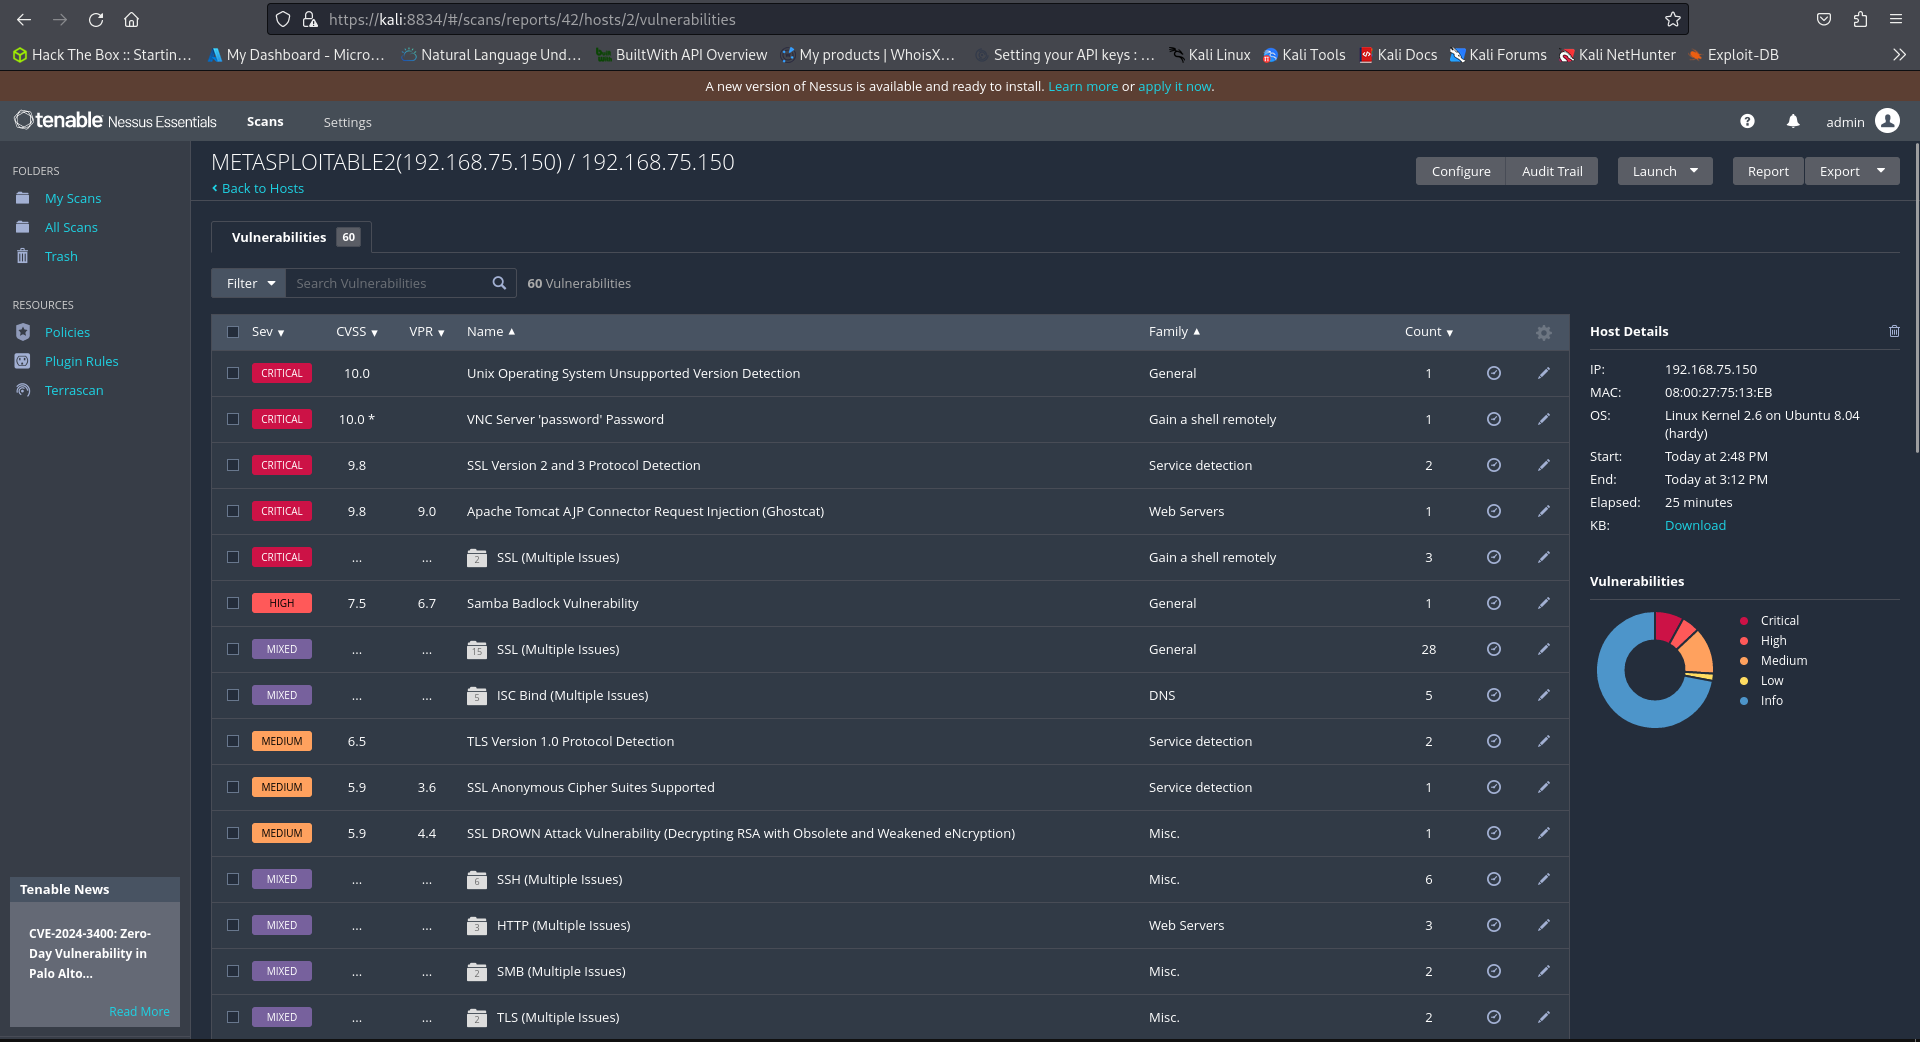 https://kali:8834/#/scans/reports/42/hosts/2/vulnerabilities
Hack The Box :: Startin… My Dashboard - Micro… Natural Language Und… BuiltWith API Overview My products | WhoisX… Setting your API keys : … Kali Linux Kali Tools Kali Docs Kali Forums Kali NetHunter Exploit-DB
A new version of Nessus is available and ready to install. Learn more or apply it now.
tenable Nessus Essentials Scans Settings admin
FOLDERS
My Scans
All Scans
Trash
RESOURCES
Policies
Plugin Rules
Terrascan
Tenable News
CVE-2024-3400: Zero-
Day Vulnerability in
Palo Alto...
Read More
METASPLOITABLE2(192.168.75.150) / 192.168.75.150
Back to Hosts
Configure Audit Trail Launch Report Export
Vulnerabilities 60
Filter Search Vulnerabilities 60 Vulnerabilities
Sev CVSS VPR Name Family Count
CRITICAL 10.0 Unix Operating System Unsupported Version Detection General 1
CRITICAL 10.0 * VNC Server 'password' Password Gain a shell remotely 1
CRITICAL 9.8 SSL Version 2 and 3 Protocol Detection Service detection 2
CRITICAL 9.8 9.0 Apache Tomcat AJP Connector Request Injection (Ghostcat) Web Servers 1
CRITICAL ... ... 2 SSL (Multiple Issues) Gain a shell remotely 3
HIGH 7.5 6.7 Samba Badlock Vulnerability General 1
MIXED ... ... 15 SSL (Multiple Issues) General 28
MIXED ... ... 5 ISC Bind (Multiple Issues) DNS 5
MEDIUM 6.5 TLS Version 1.0 Protocol Detection Service detection 2
MEDIUM 5.9 3.6 SSL Anonymous Cipher Suites Supported Service detection 1
MEDIUM 5.9 4.4 SSL DROWN Attack Vulnerability (Decrypting RSA with Obsolete and Weakened eNcryption) Misc. 1
MIXED ... ... 6 SSH (Multiple Issues) Misc. 6
MIXED ... ... 3 HTTP (Multiple Issues) Web Servers 3
MIXED ... ... 2 SMB (Multiple Issues) Misc. 2
MIXED ... ... 2 TLS (Multiple Issues) Misc. 2
Host Details
IP: 192.168.75.150
MAC: 08:00:27:75:13:EB
OS: Linux Kernel 2.6 on Ubuntu 8.04
(hardy)
Start: Today at 2:48 PM
End: Today at 3:12 PM
Elapsed: 25 minutes
KB: Download
Vulnerabilities
Critical
High
Medium
Low
Info